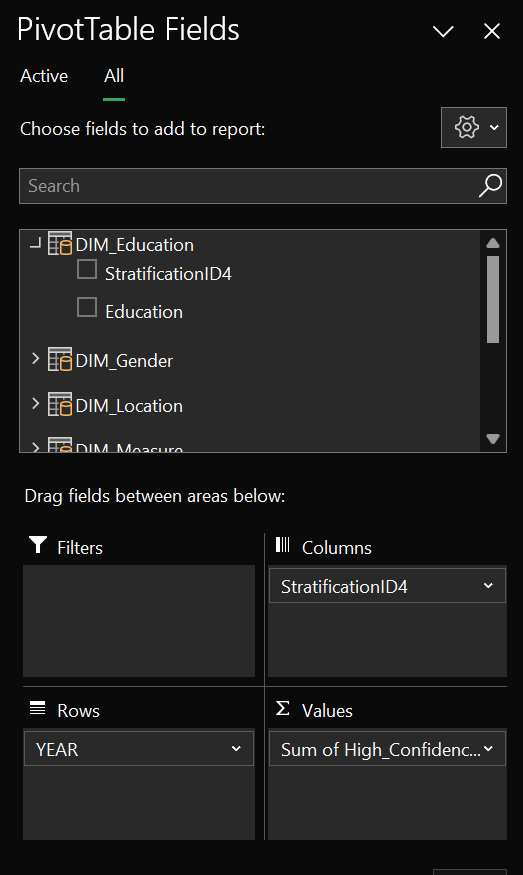 PivotTable Fields
Active All
Choose fields to add to report:
Search
DIM_Education
StratificationID4
Education
DIM_Gender
DIM_Location
DIM_Measure
Drag fields between areas below:
Filters
Columns
StratificationID4
Rows
YEAR
Σ Values
Sum of High_Confidenc...